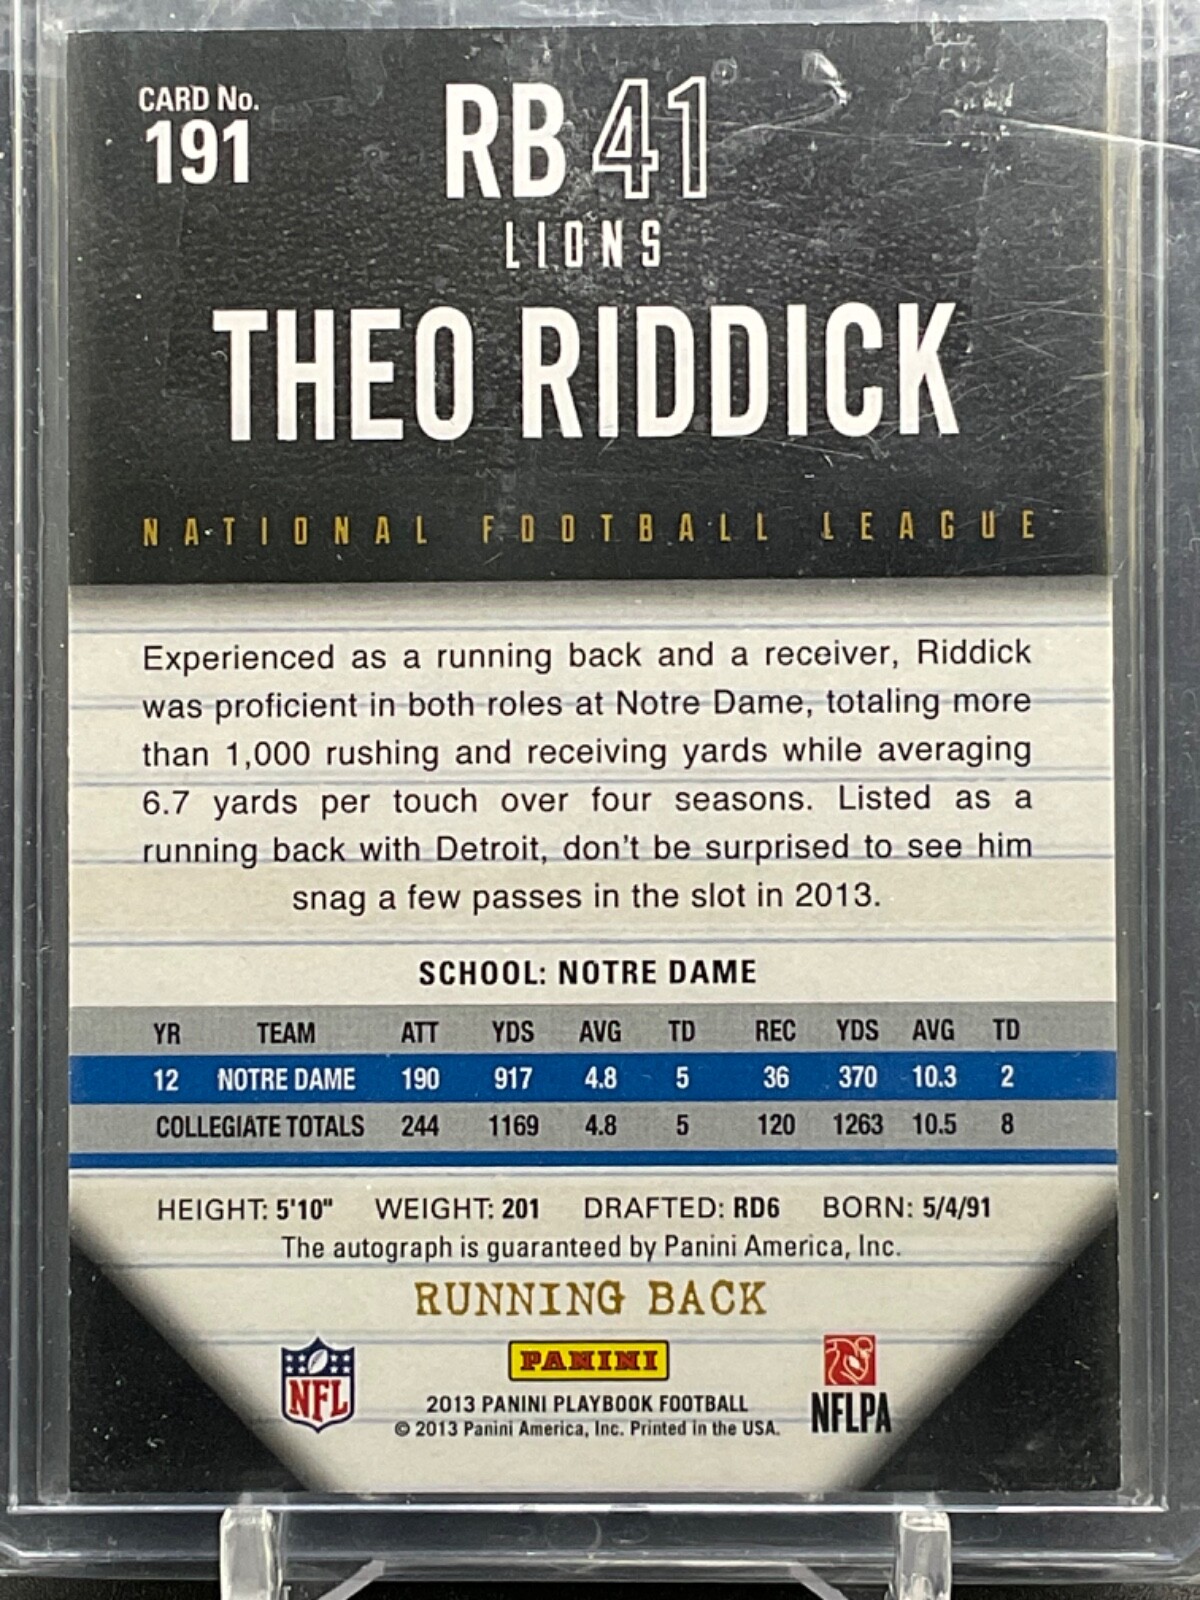 CARD No.
191
RB 41
LIONS
THEO RIDDICK
NATIONAL FOOTBALL LEAGUE
Experienced as a running back and a receiver, Riddick
was proficient in both roles at Notre Dame, totaling more
than 1,000 rushing and receiving yards while averaging
6.7 yards per touch over four seasons. Listed as a
running back with Detroit, don't be surprised to see him
snag a few passes in the slot in 2013.
SCHOOL: NOTRE DAME
YR TEAM ATT YDS AVG TD REC YDS AVG TD
12 NOTRE DAME 190 917 4.8 5 36 370 10.3 2
COLLEGIATE TOTALS 244 1169 4.8 5 120 1263 10.5 8
HEIGHT: 5'10" WEIGHT: 201 DRAFTED: RD6 BORN: 5/4/91
The autograph is guaranteed by Panini America, Inc.
RUNNING BACK
NFL
PANINI
NFLPA
2013 PANINI PLAYBOOK FOOTBALL
© 2013 Panini America, Inc. Printed in the USA.